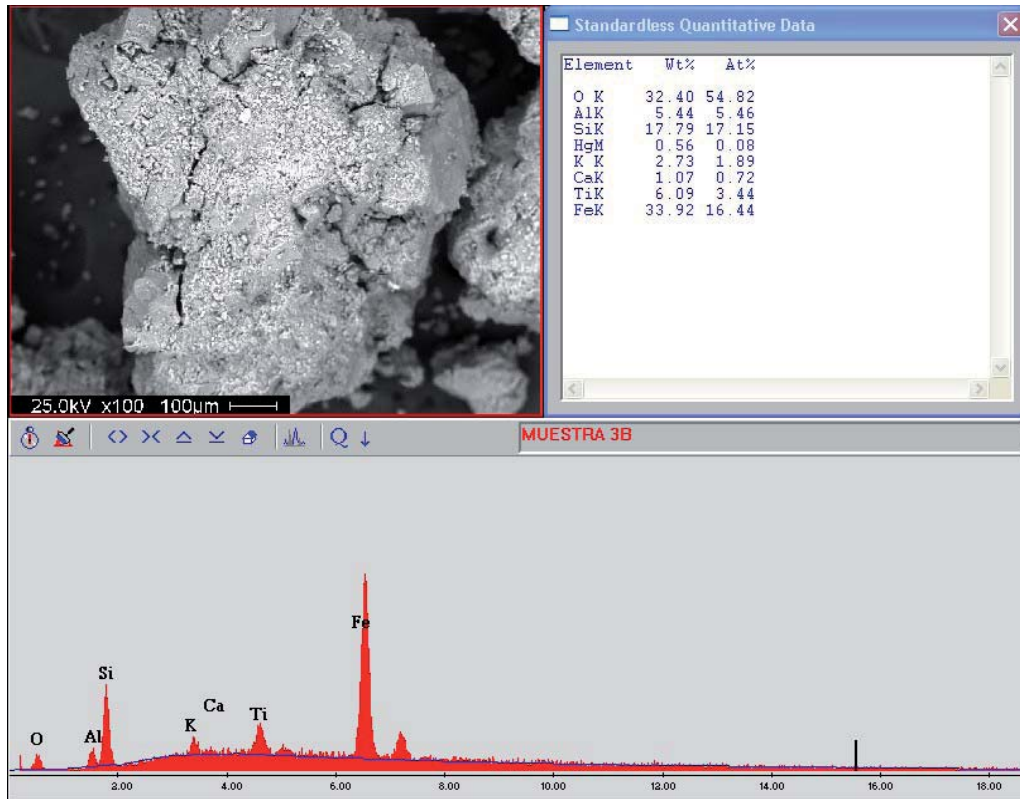 Standardless Quantitative Data
Element Wt% At%
O K 32.40 54.82
AlK 5.44 5.46
SiK 17.79 17.15
HgM 0.56 0.08
K K 2.73 1.89
CaK 1.07 0.72
TiK 6.09 3.44
FeK 33.92 16.44
25.0kV x100 100µm
Q
MUESTRA 3B
Fe
Si
Ca
Ti
K
O
Al
2.00 4.00 6.00 8.00 10.00 12.00 14.00 16.00 18.00